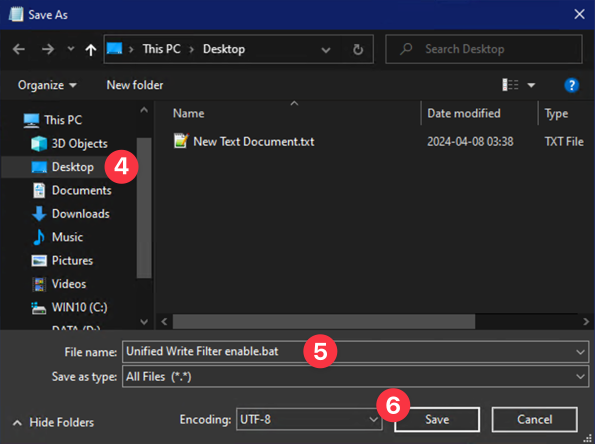 Save As
This PC > Desktop
Search Desktop
Organize
New folder
?
Name
Date modified
Type
This PC
3D Objects
Desktop
4
Documents
Downloads
Music
Pictures
Videos
WIN10 (C:)
DATA (D:)
New Text Document.txt
2024-04-08 03:38
TXT File
File name:
Unified Write Filter enable.bat
5
Save as type:
All Files (*.*)
6
Hide Folders
Encoding:
UTF-8
Save
Cancel